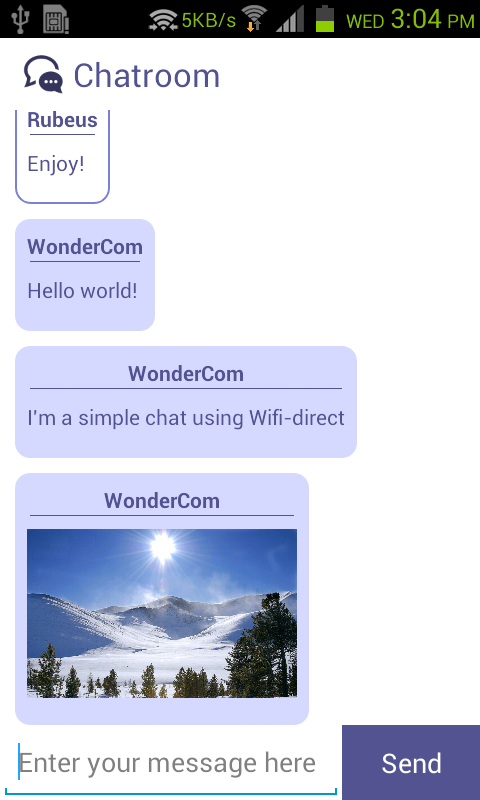 5KB/s WED 3:04 PM
Chatroom
Rubeus
Enjoy!
WonderCom
Hello world!
WonderCom
I'm a simple chat using Wifi-direct
WonderCom
Enter your message here
Send